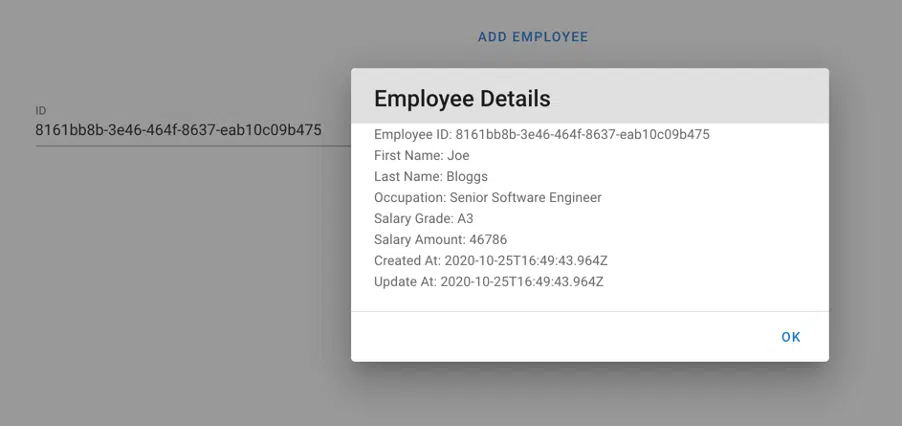 ADD EMPLOYEE
ID
8161bb8b-3e46-464f-8637-eab10c09b475
Employee Details
Employee ID: 8161bb8b-3e46-464f-8637-eab10c09b475
First Name: Joe
Last Name: Bloggs
Occupation: Senior Software Engineer
Salary Grade: A3
Salary Amount: 46786
Created At: 2020-10-25T16:49:43.964Z
Update At: 2020-10-25T16:49:43.964Z
OK